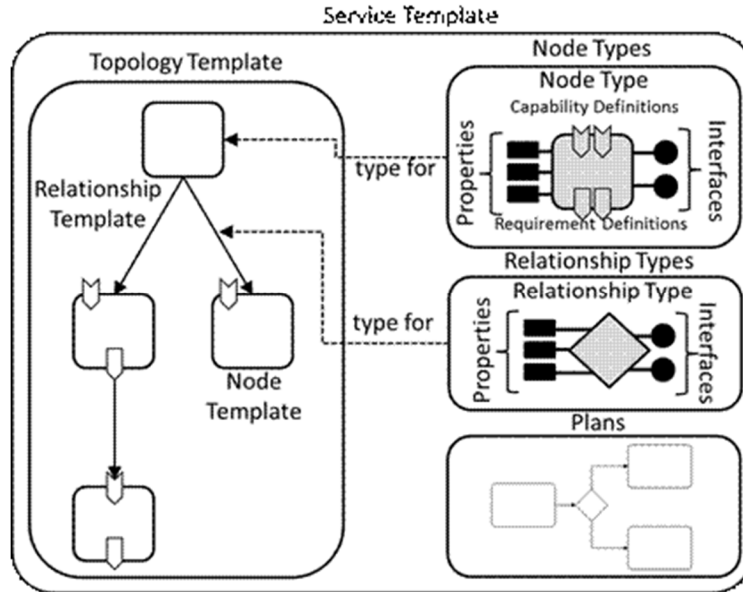 Service Template
Topology Template
Relationship
Template
Node
Template
type for
type for
Node Types
Node Type
Capability Definitions
Properties
Interfaces
Requirement Definitions
Relationship Types
Relationship Type
Properties
Interfaces
Plans